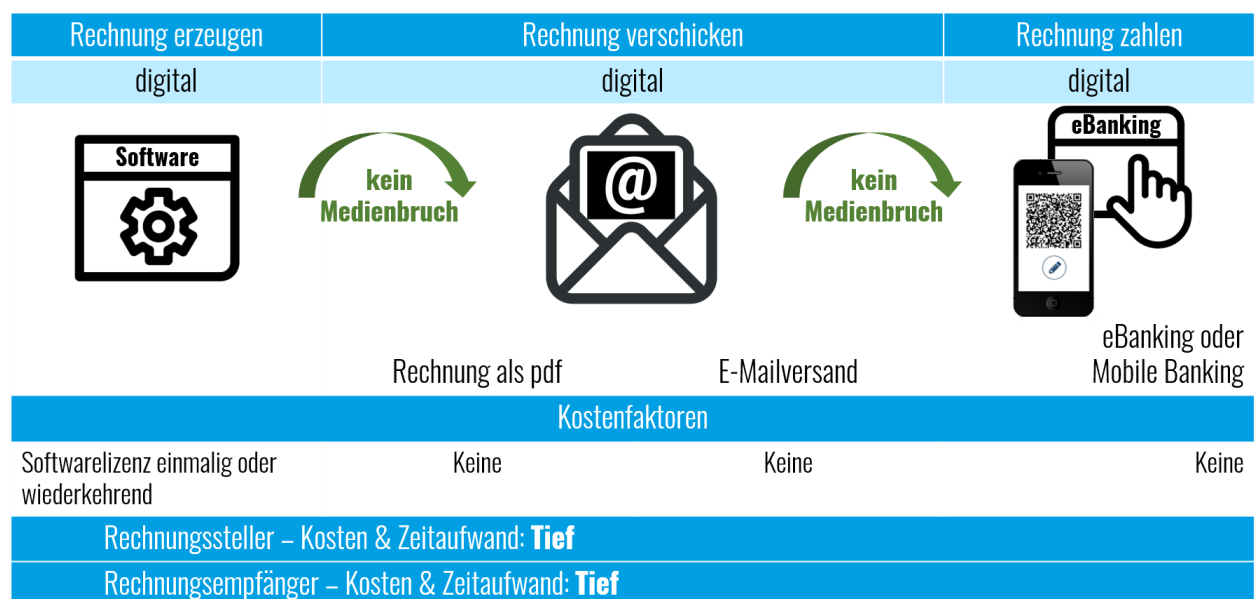 Rechnung erzeugen
Rechnung verschicken
Rechnung zahlen
digital
digital
digital
Software
kein
Medienbruch
@
kein
Medienbruch
eBanking
Rechnung als pdf
E-Mailversand
eBanking oder
Mobile Banking
Kostenfaktoren
Softwarelizenz einmalig oder
wiederkehrend
Keine
Keine
Keine
Rechnungssteller – Kosten & Zeitaufwand: Tief
Rechnungsempfänger – Kosten & Zeitaufwand: Tief